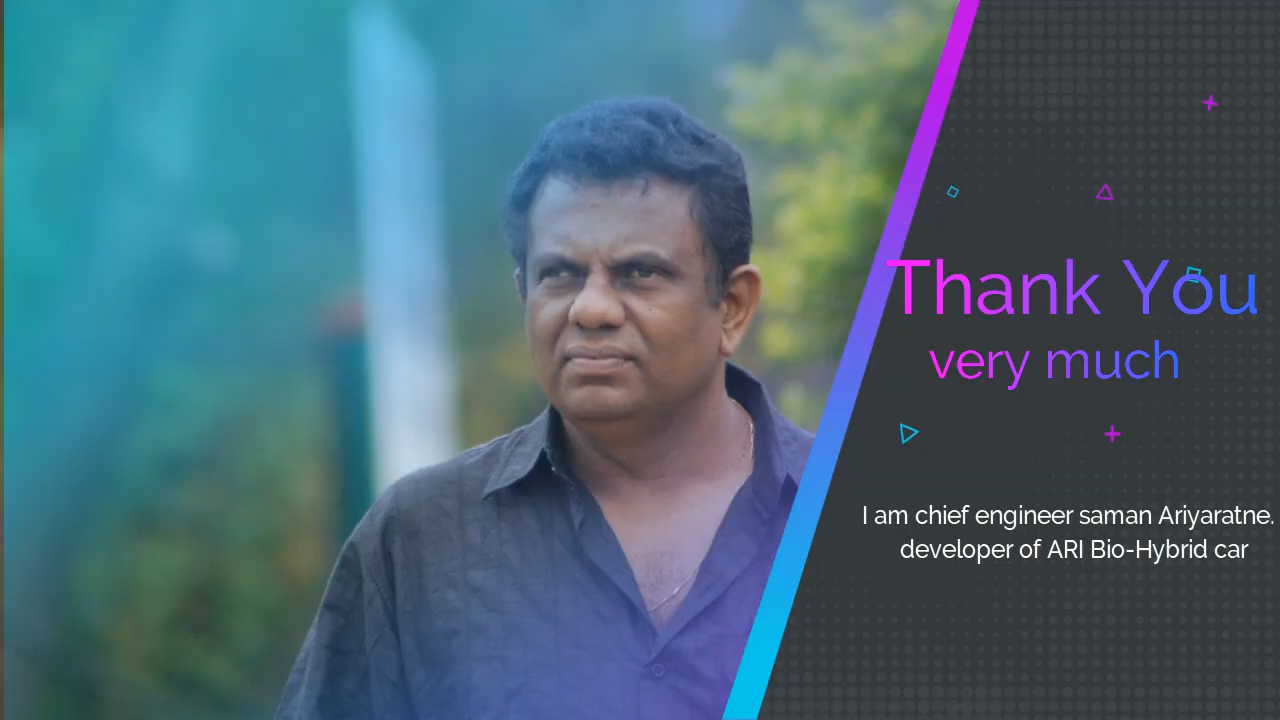 Thank You
very much
I am chief engineer saman Ariyaratne.
developer of ARI Bio-Hybrid car